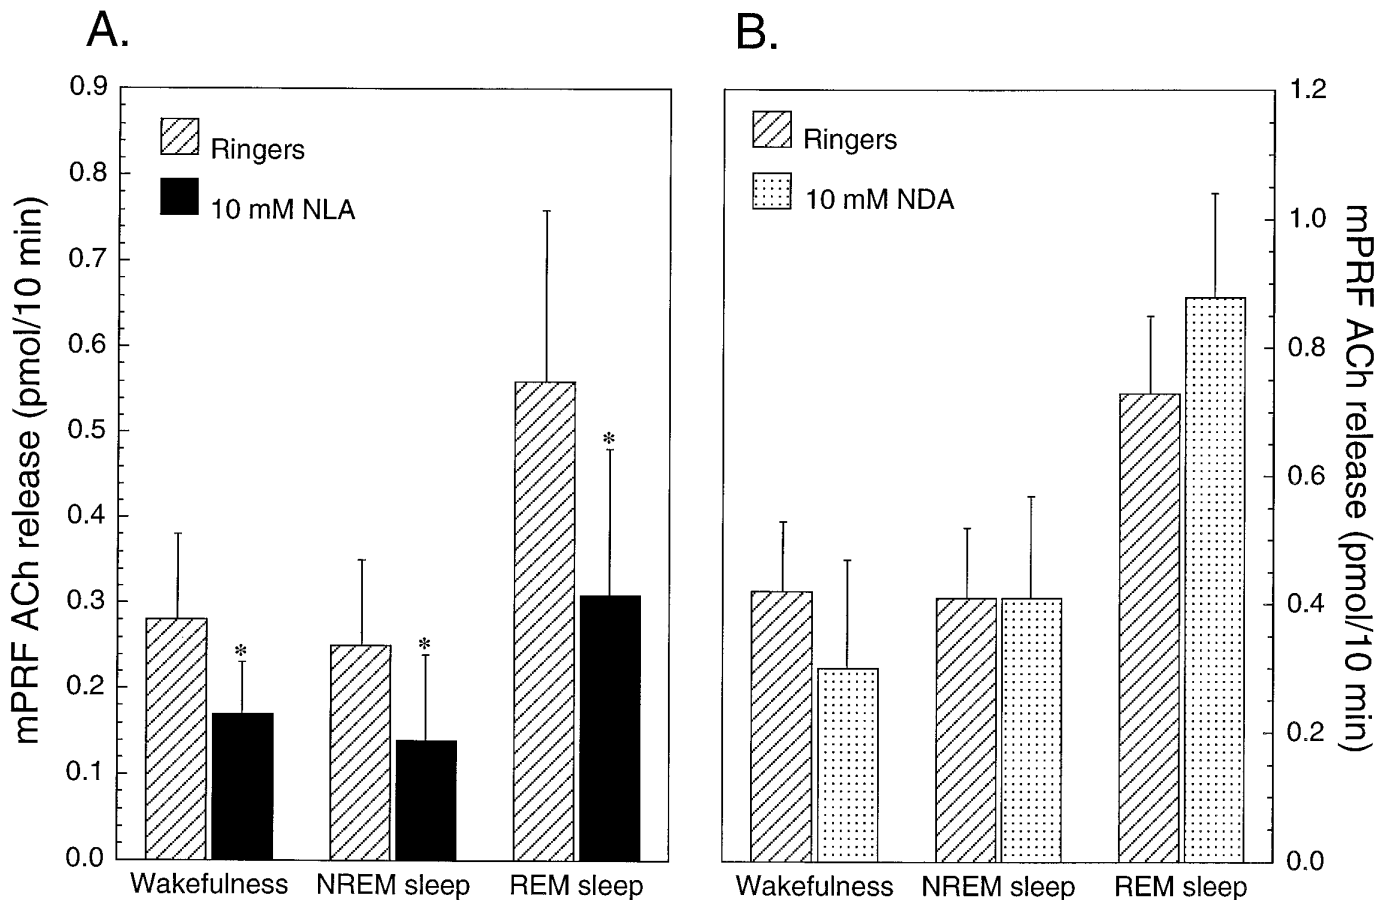 A.
mPRF ACh release (pmol/10 min)
0.9
0.8
0.7
0.6
0.5
0.4
0.3
0.2
0.1
0.0
Ringers
10 mM NLA
*
*
*
Wakefulness NREM sleep REM sleep
B.
Ringers
10 mM NDA
1.2
1.0
0.8
0.6
0.4
0.2
0.0
mPRF ACh release (pmol/10 min)
Wakefulness NREM sleep REM sleep